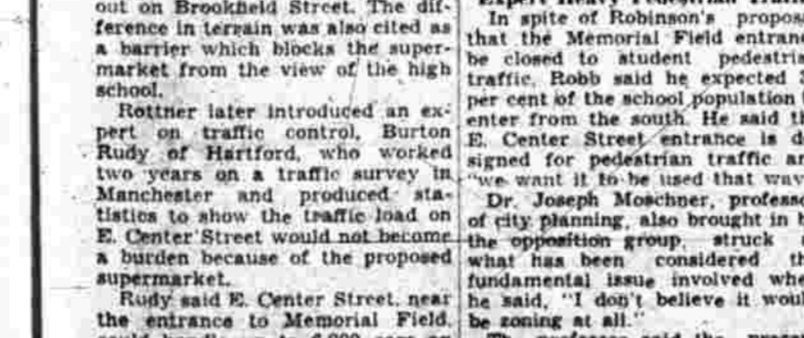 out on Brookfield Street. The dif-
ference in terrain was also cited as
a barrier which blocks the super-
market from the view of the high
school.
Rottner later introduced an ex-
pert on traffic control, Burton
Rudy of Hartford, who worked
two years on a traffic survey in
Manchester and produced sta-
tistics to show the traffic load on
E. Center Street would not become
a burden because of the proposed
supermarket.
Rudy said E. Center Street, near
the entrance to Memorial Field,
In spite of Robinson's
that the Memorial Field
be closed to student
traffic, Robb said he expected
per cent of the school population
enter from the south. He said
E. Center Street entrance is
signed for pedestrian traffic
"we want it to be used that
Dr. Joseph Moschner,
of city planning, also brought in
the opposition group, struck
what has been considered
fundamental issue involved
he said, "I don't believe it
be zoning at all."